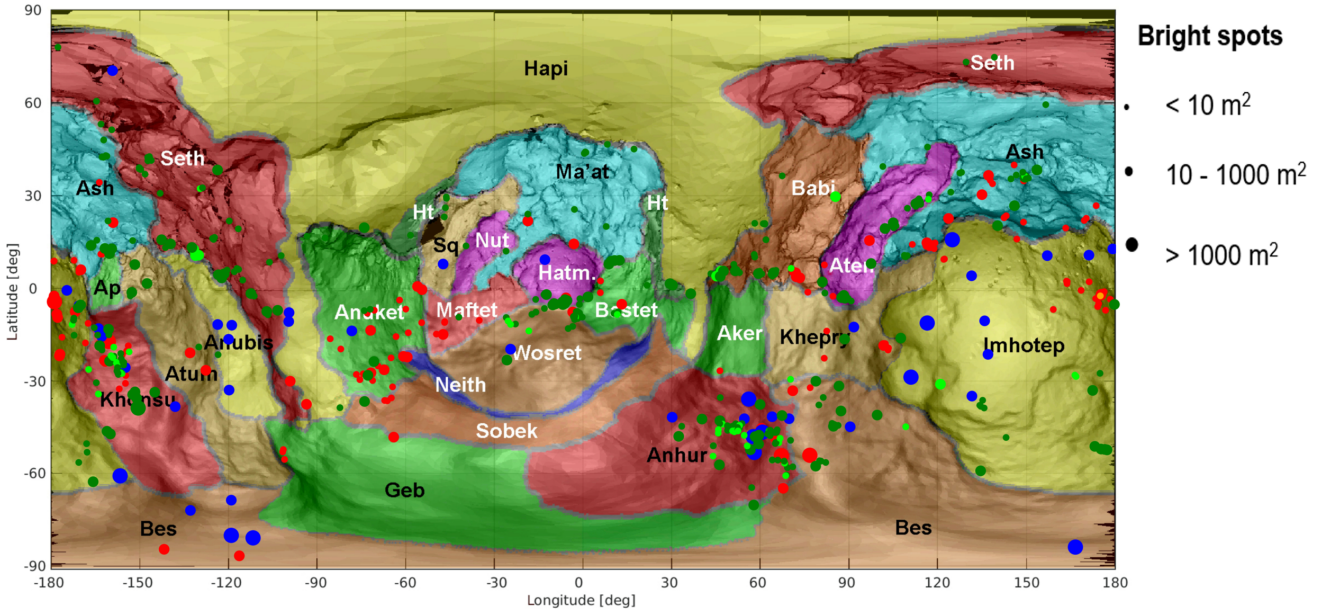 90
60
30
0
-30
-60
-90
Latitude [deg]
-180
-150
-120
-90
-60
-30
0
30
60
90
120
150
180
Longitude [deg]
Hapi
Seth
Seth
Ma'at
Ash
Ash
Babi
Ht
Ht
Sq
Nut
Hatm.
Aten
Ap
Anuket
Maftet
Bastet
Aker
Khepry
Imhotep
Anubis
Wosret
Atum
Neith
Khonsu
Sobek
Anhur
Geb
Bes
Bes
Bright spots
< 10 m²
10 - 1000 m²
> 1000 m²